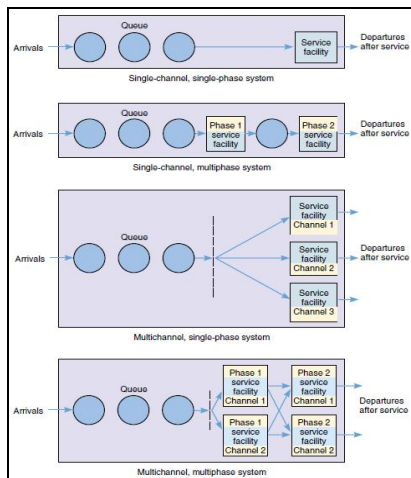 Queue
Arrivals
Service
facility
Departures
after service
Single-channel, single-phase system
Queue
Arrivals
Phase 1
service
facility
Phase 2
service
facility
Departures
after service
Single-channel, multiphase system
Queue
Arrivals
Service
facility
Channel 1
Service
facility
Channel 2
Service
facility
Channel 3
Departures
after service
Multichannel, single-phase system
Queue
Arrivals
Phase 1
service
facility
Channel 1
Phase 2
service
facility
Channel 1
Phase 1
service
facility
Channel 2
Phase 2
service
facility
Channel 2
Departures
after service
Multichannel, multiphase system